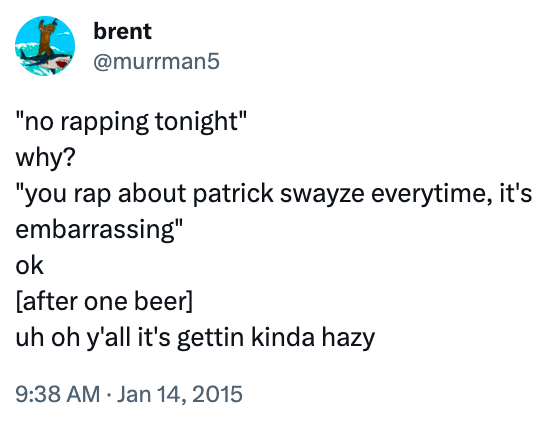 brent
@murrman5
"no rapping tonight"
why?
"you rap about patrick swayze everytime, it's
embarrassing"
ok
[after one beer]
uh oh y'all it's gettin kinda hazy
9:38 AM · Jan 14, 2015